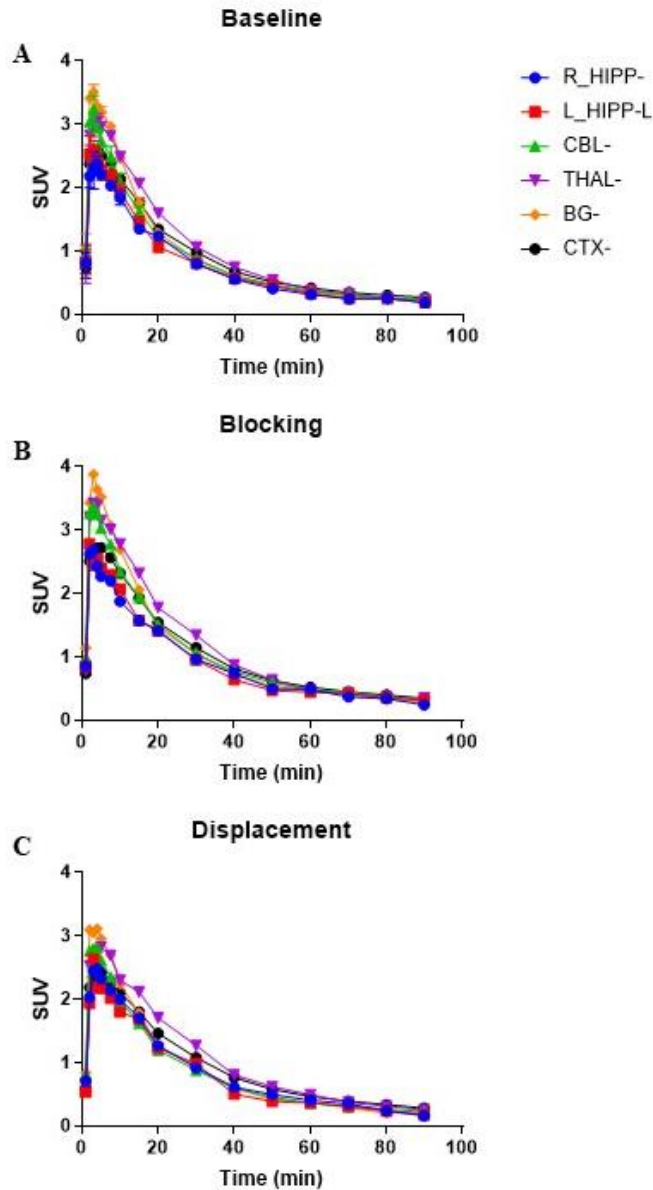 Baseline
A
4
3
2
1
0
SUV
0 20 40 60 80 100
Time (min)
R_HIPP-
L_HIPP-L
CBL-
THAL-
BG-
CTX-
Blocking
B
4
3
2
1
0
SUV
0 20 40 60 80 100
Time (min)
Displacement
C
4
3
2
1
0
SUV
0 20 40 60 80 100
Time (min)